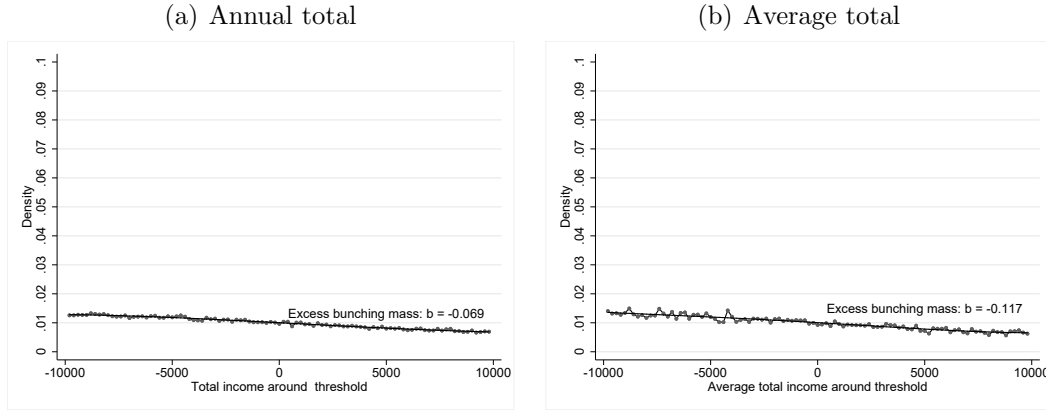 (a) Annual total
.1
.09
.08
.07
.06
.05
.04
.03
.02
.01
0
Density
Excess bunching mass: b = -0.069
-10000 -5000 0 5000 10000
Total income around threshold
(b) Average total
.1
.09
.08
.07
.06
.05
.04
.03
.02
.01
0
Density
Excess bunching mass: b = -0.117
-10000 -5000 0 5000 10000
Average total income around threshold